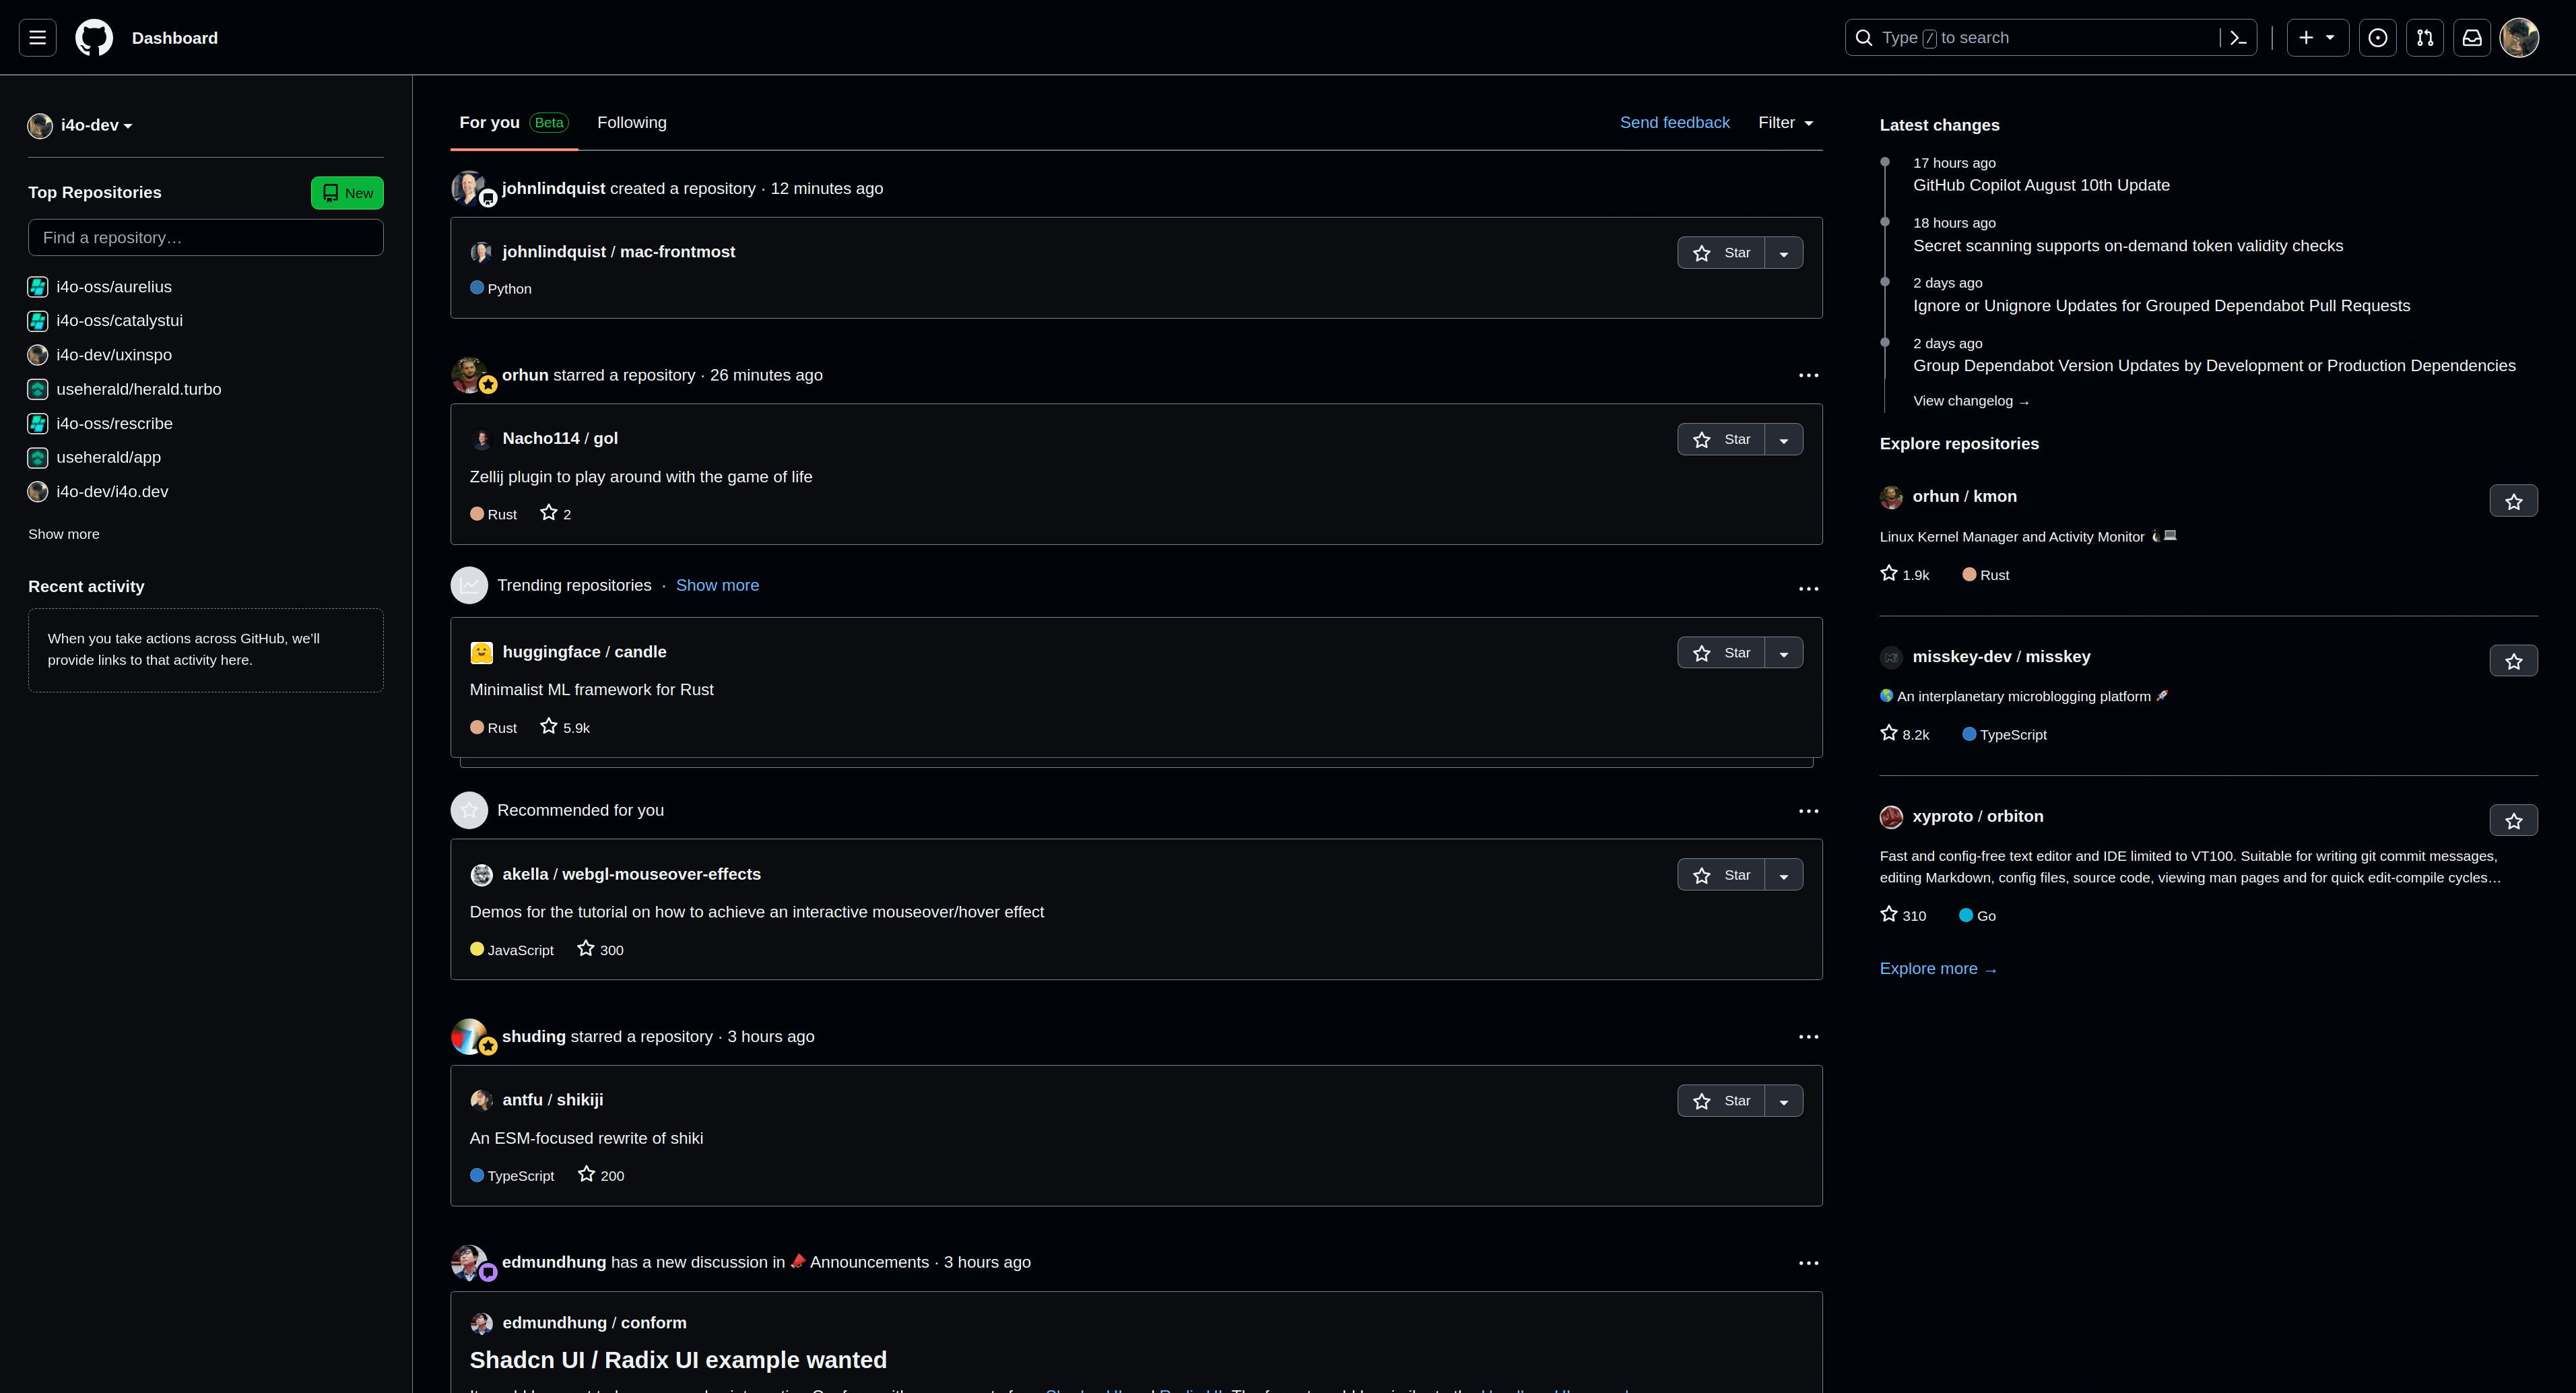 Dashboard
Type / to search
i4o-dev
Top Repositories
New
Find a repository…
i4o-oss/aurelius
i4o-oss/catalystui
i4o-dev/uxinspo
useherald/herald.turbo
i4o-oss/rescribe
useherald/app
i4o-dev/i4o.dev
Show more
Recent activity
When you take actions across GitHub, we'll
provide links to that activity here.
For you Beta Following Send feedback Filter
johnlindquist created a repository · 12 minutes ago
johnlindquist / mac-frontmost Star
Python
orhun starred a repository · 26 minutes ago
Nacho114 / gol Star
Zellij plugin to play around with the game of life
Rust 2
Trending repositories · Show more
huggingface / candle Star
Minimalist ML framework for Rust
Rust 5.9k
Recommended for you
akella / webgl-mouseover-effects Star
Demos for the tutorial on how to achieve an interactive mouseover/hover effect
JavaScript 300
shuding starred a repository · 3 hours ago
antfu / shikiji Star
An ESM-focused rewrite of shiki
TypeScript 200
edmundhung has a new discussion in 📣 Announcements · 3 hours ago
edmundhung / conform
Shadcn UI / Radix UI example wanted
Latest changes
17 hours ago
GitHub Copilot August 10th Update
18 hours ago
Secret scanning supports on-demand token validity checks
2 days ago
Ignore or Unignore Updates for Grouped Dependabot Pull Requests
2 days ago
Group Dependabot Version Updates by Development or Production Dependencies
View changelog →
Explore repositories
orhun / kmon
Linux Kernel Manager and Activity Monitor 🐧💻
1.9k Rust
misskey-dev / misskey
🌎 An interplanetary microblogging platform 🚀
8.2k TypeScript
xyproto / orbiton
Fast and config-free text editor and IDE limited to VT100. Suitable for writing git commit messages,
editing Markdown, config files, source code, viewing man pages and for quick edit-compile cycles…
310 Go
Explore more →